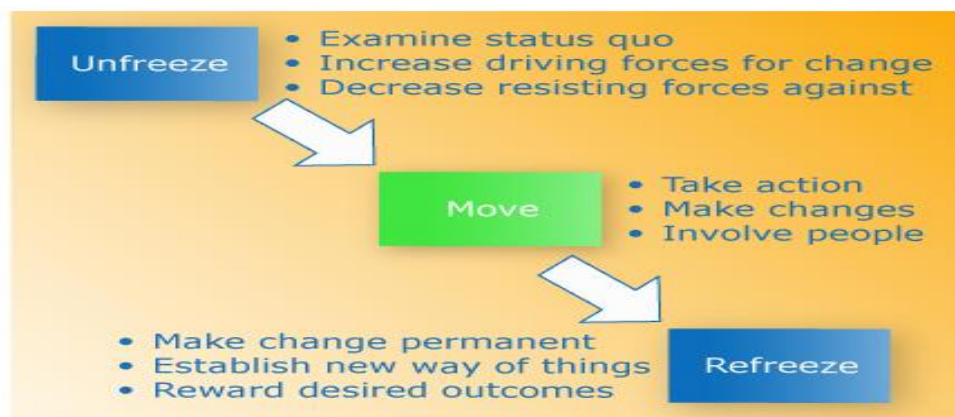 Unfreeze
• Examine status quo
• Increase driving forces for change
• Decrease resisting forces against
Move
• Take action
• Make changes
• Involve people
• Make change permanent
• Establish new way of things
• Reward desired outcomes
Refreeze